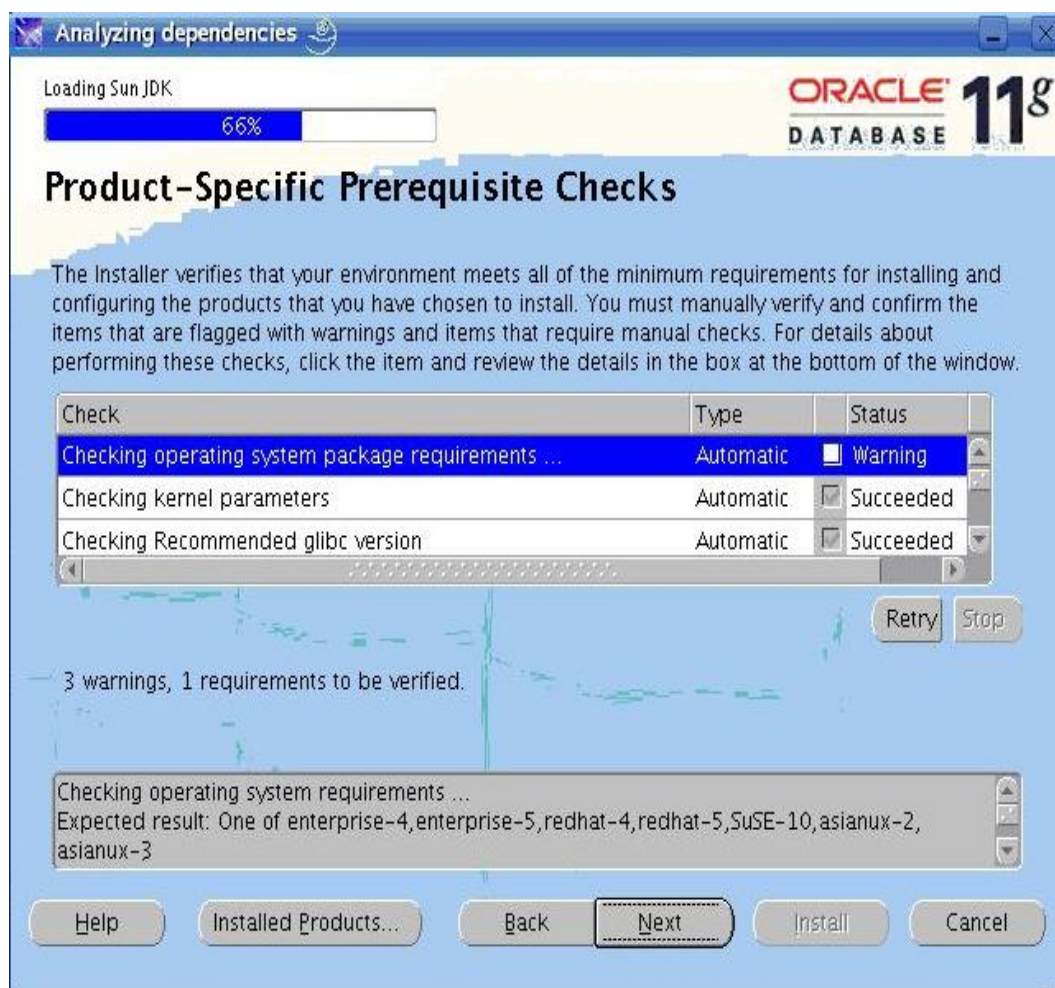 Analyzing dependencies
Loading Sun JDK
66%
ORACLE
DATABASE
11g
Product-Specific Prerequisite Checks
The Installer verifies that your environment meets all of the minimum requirements for installing and
configuring the products that you have chosen to install. You must manually verify and confirm the
items that are flagged with warnings and items that require manual checks. For details about
performing these checks, click the item and review the details in the box at the bottom of the window.
Check Type Status
Checking operating system package requirements ... Automatic Warning
Checking kernel parameters Automatic Succeeded
Checking Recommended glibc version Automatic Succeeded
Retry Stop
3 warnings, 1 requirements to be verified.
Checking operating system requirements ...
Expected result: One of enterprise-4,enterprise-5,redhat-4,redhat-5,SuSE-10,asianux-2,
asianux-3
Help Installed Products... Back Next Install Cancel